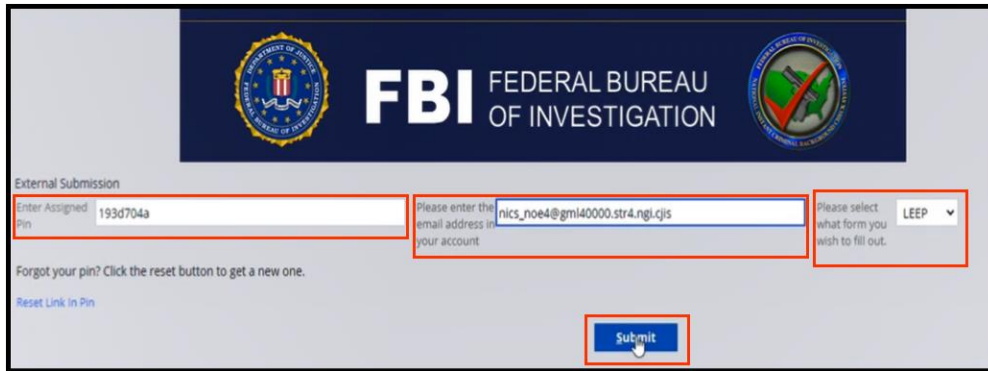 FBI FEDERAL BUREAU
OF INVESTIGATION
External Submission
Enter Assigned
Pin
193d704a
Please enter the
email address in
your account
nics_noe4@gml40000.str4.ngi.cjis
Please select
what form you
wish to fill out.
LEEP
Forgot your pin? Click the reset button to get a new one.
Reset Link In Pin
Submit